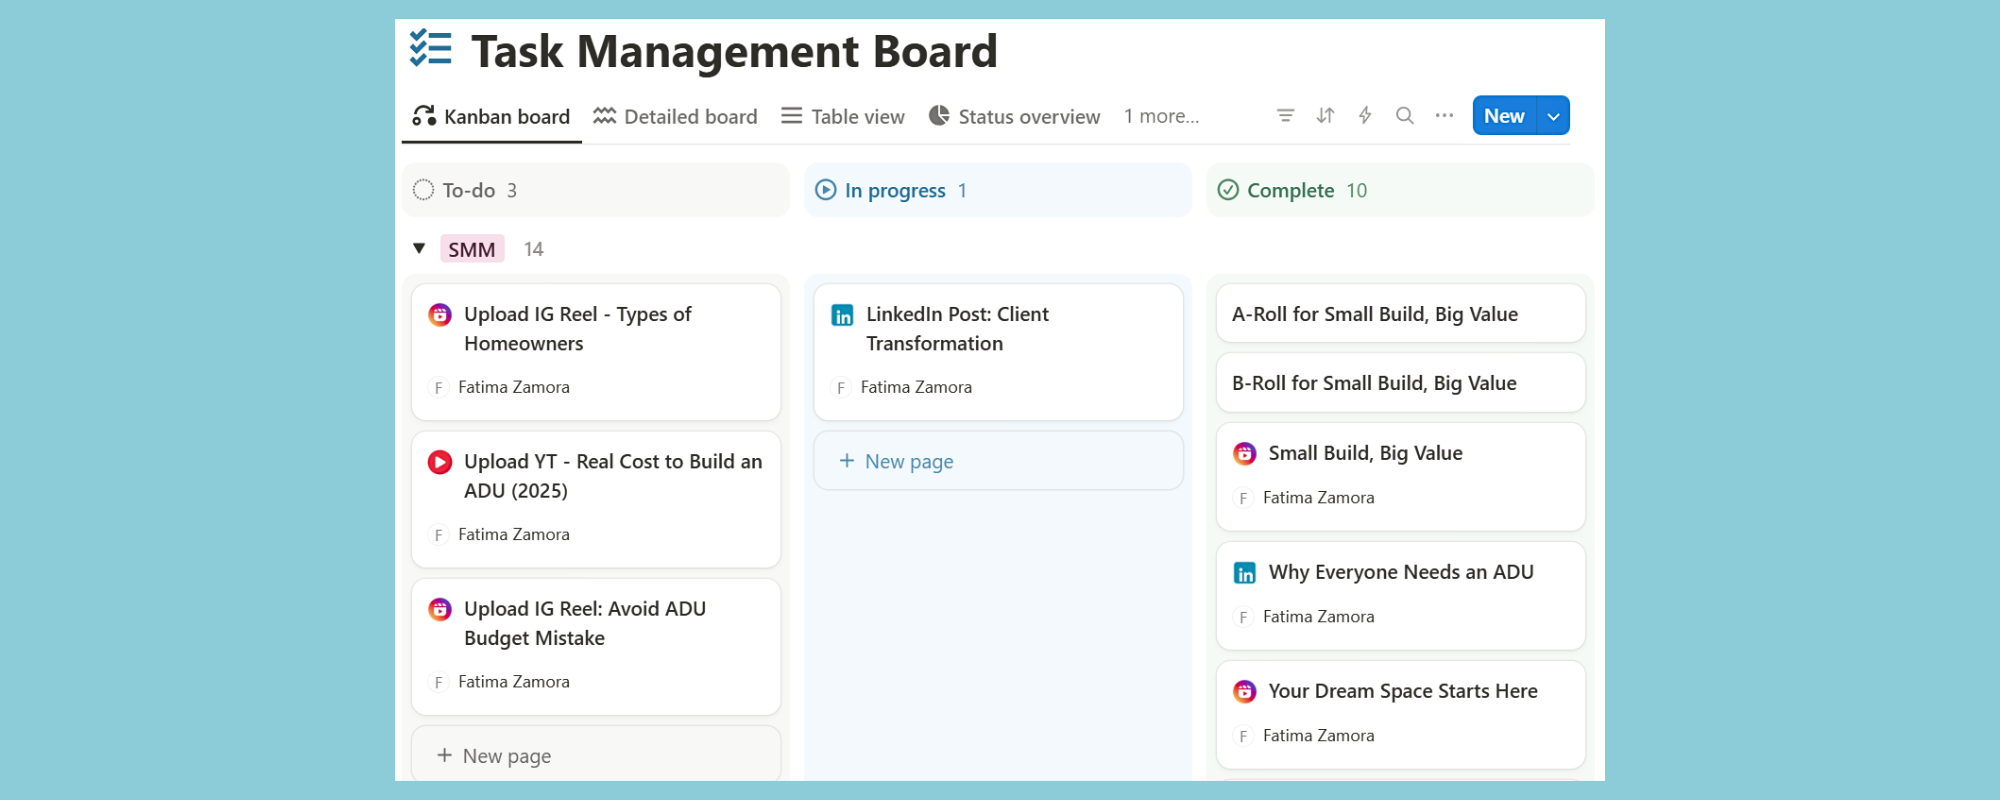 Task Management Board
Kanban board
Detailed board
Table view
Status overview
1 more...
New
To-do 3
In progress 1
Complete 10
SMM 14
Upload IG Reel - Types of
Homeowners
F Fatima Zamora
Upload YT - Real Cost to Build an
ADU (2025)
F Fatima Zamora
Upload IG Reel: Avoid ADU
Budget Mistake
F Fatima Zamora
+ New page
in LinkedIn Post: Client
Transformation
F Fatima Zamora
+ New page
A-Roll for Small Build, Big Value
B-Roll for Small Build, Big Value
Small Build, Big Value
F Fatima Zamora
in Why Everyone Needs an ADU
F Fatima Zamora
Your Dream Space Starts Here
F Fatima Zamora